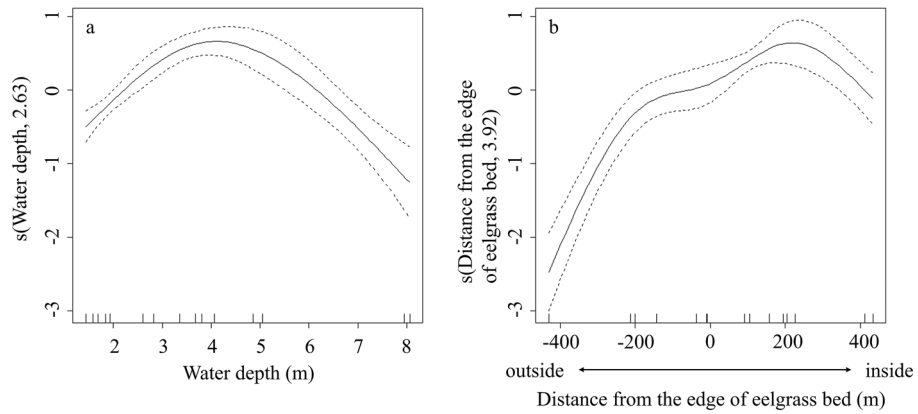 a
1
0
-1
-2
-3
s(Water depth, 2.63)
2 3 4 5 6 7 8
Water depth (m)
b
1
0
-1
-2
-3
s(Distance from the edge
of eelgrass bed, 3.92)
-400 -200 0 200 400
outside inside
Distance from the edge of eelgrass bed (m)